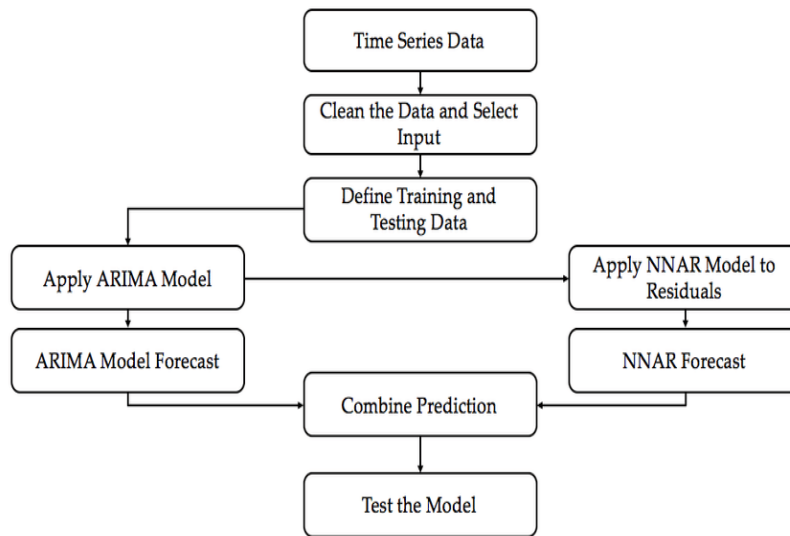 Time Series Data
Clean the Data and Select
Input
Define Training and
Testing Data
Apply ARIMA Model
Apply NNAR Model to
Residuals
ARIMA Model Forecast
NNAR Forecast
Combine Prediction
Test the Model